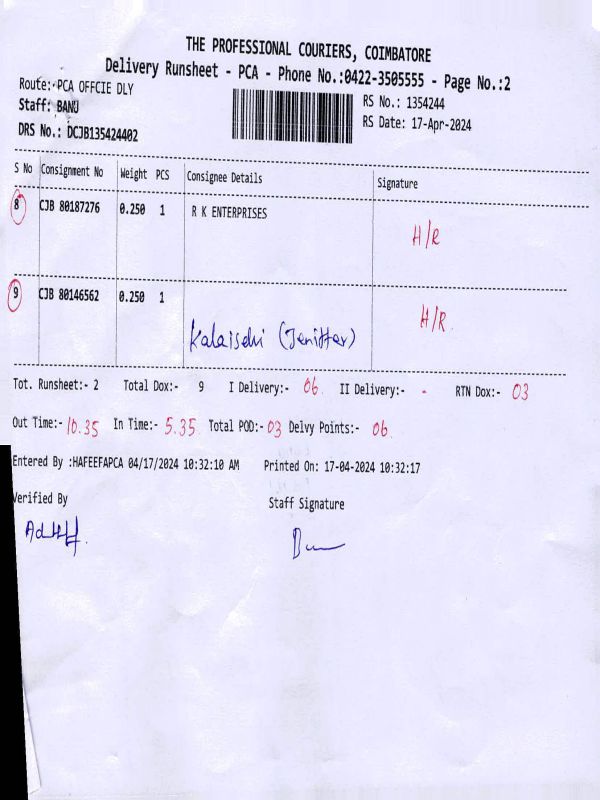 THE PROFESSIONAL COURIERS, COIMBATORE
Delivery Runsheet - PCA - Phone No.:0422-3505555 - Page No.:2
Route: PCA OFFCIE DLY
Staff: BANU
DRS No.: DCJB135424402
RS No.: 1354244
RS Date: 17-Apr-2024
S No Consignment No Weight PCS Consignee Details Signature
8 CJB 80187276 0.250 1 R K ENTERPRISES H/R
9 CJB 80146562 0.250 1 H/R
(Jenitter)
Tot. Runsheet:- 2 Total Dox:- 9 I Delivery:- 06 II Delivery:- - RTN Dox:- 03
Out Time:- 10.35 In Time:- 5.35 Total POD:- 03 Delvy Points:- 06
Entered By :HAFEEFAPCA 04/17/2024 10:32:10 AM Printed On: 17-04-2024 10:32:17
Verified By Staff Signature